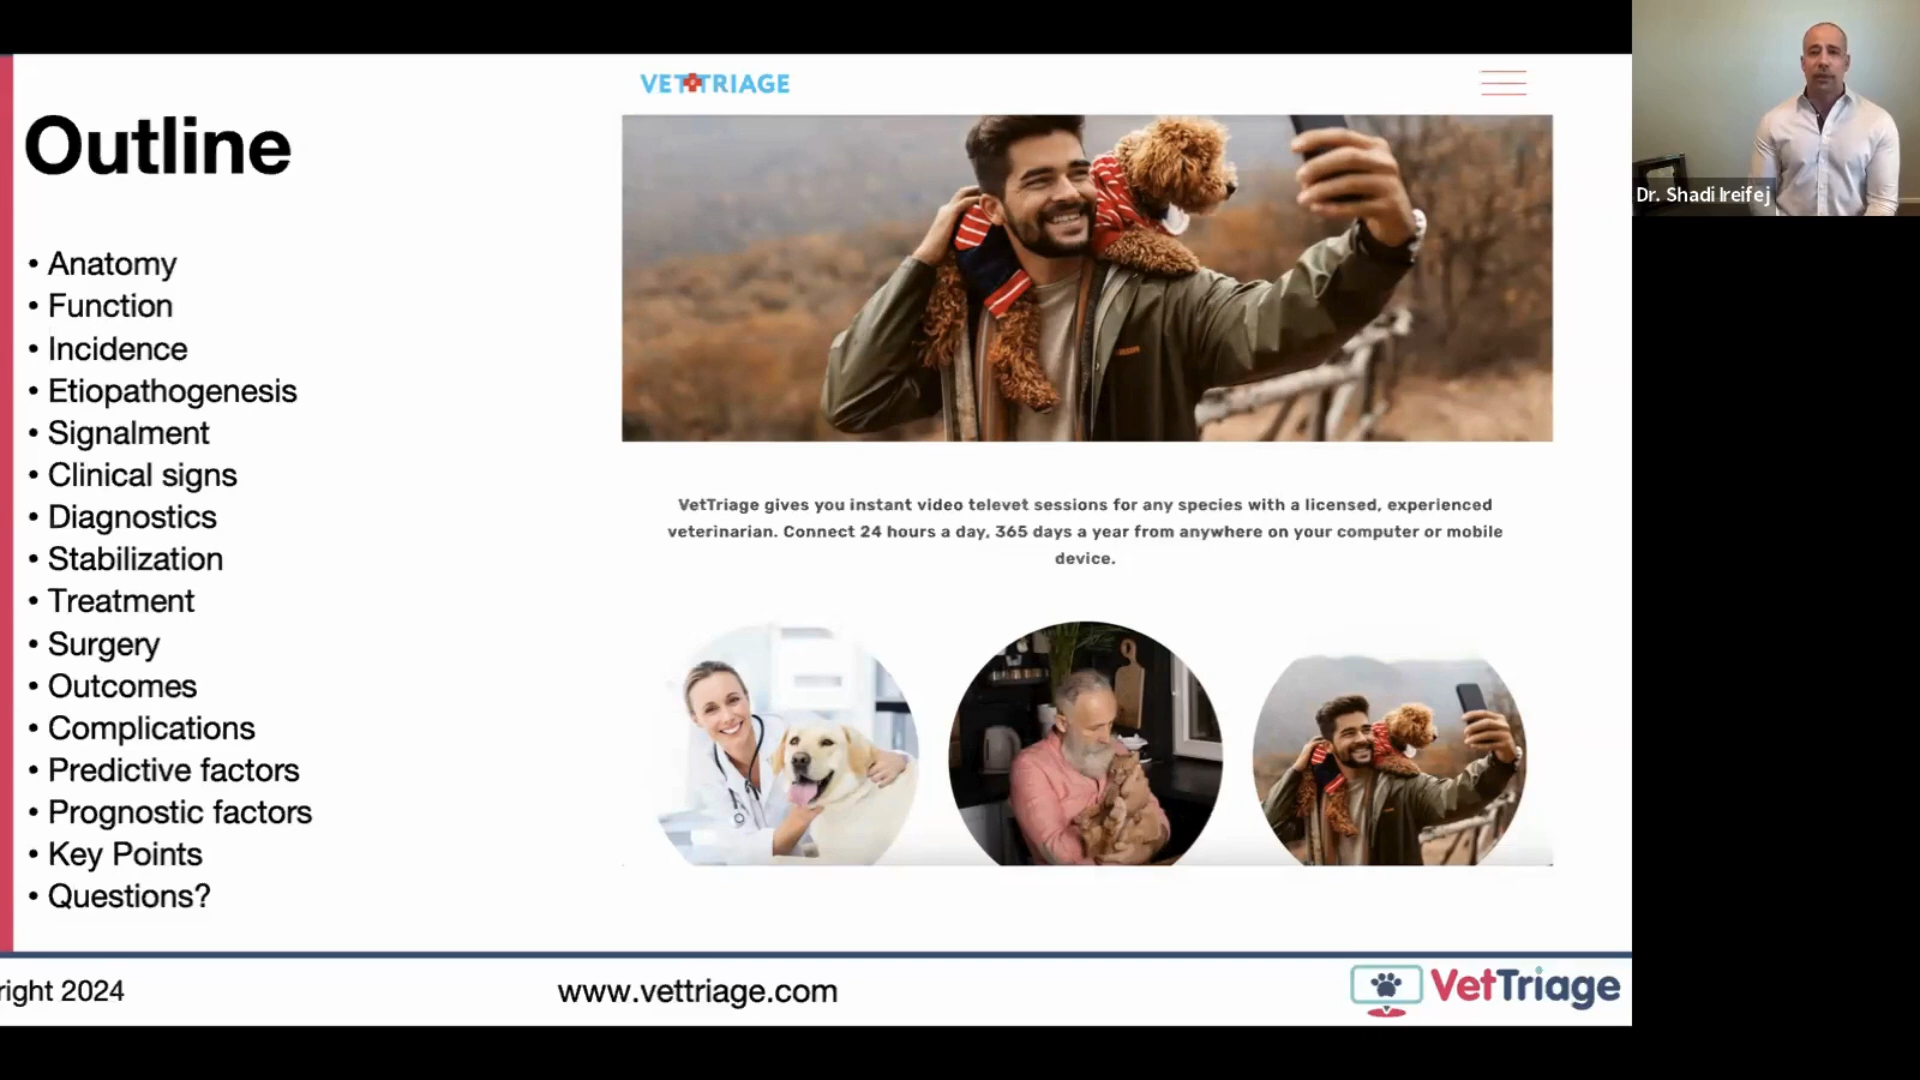 Outline
• Anatomy
• Function
• Incidence
• Etiopathogenesis
• Signalment
• Clinical signs
• Diagnostics
• Stabilization
• Treatment
• Surgery
• Outcomes
• Complications
• Predictive factors
• Prognostic factors
• Key Points
• Questions?
VET TRIAGE
VetTriage gives you instant video televet sessions for any species with a licensed, experienced
veterinarian. Connect 24 hours a day, 365 days a year from anywhere on your computer or mobile
device.
right 2024
www.vettriage.com
VetTriage
Dr. Shadi Ireifej